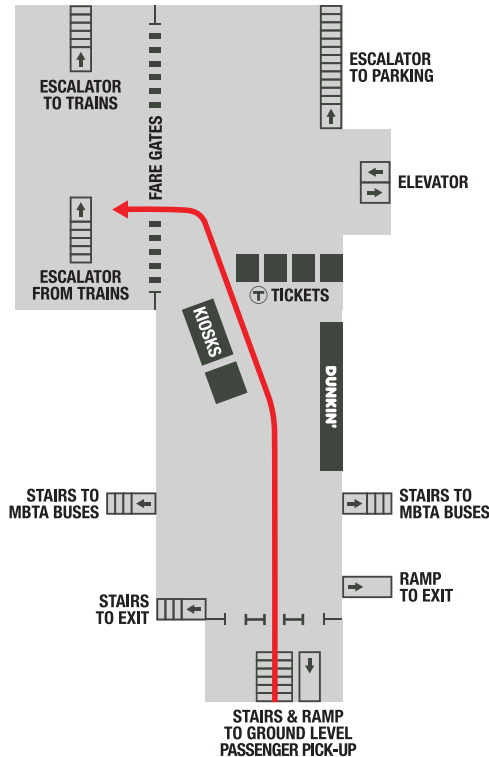 ESCALATOR
TO TRAINS
FARE GATES
ESCALATOR
TO PARKING
ELEVATOR
ESCALATOR
FROM TRAINS
T TICKETS
KIOSKS
DUNKIN'
STAIRS TO
MBTA BUSES
STAIRS TO
MBTA BUSES
RAMP
TO EXIT
STAIRS
TO EXIT
STAIRS & RAMP
TO GROUND LEVEL
PASSENGER PICK-UP